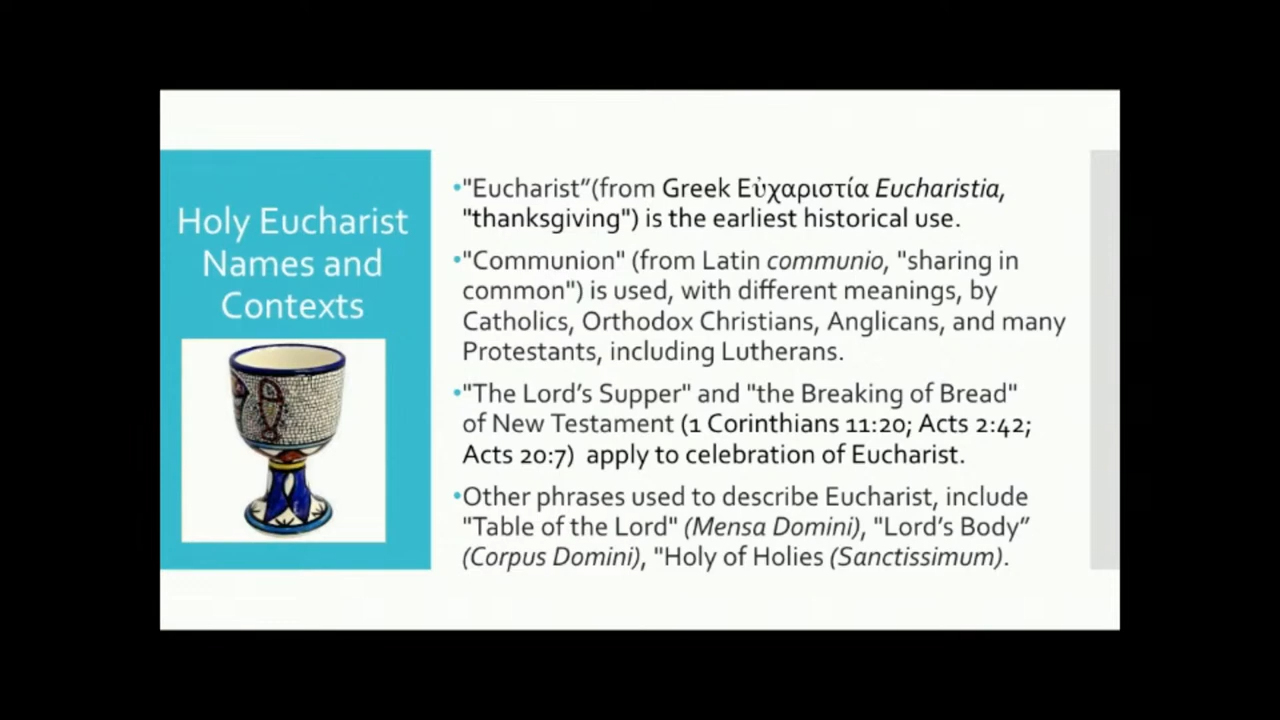 Holy Eucharist
Names and
Contexts
•"Eucharist”(from Greek Εὐχαριστία Eucharistia,
"thanksgiving") is the earliest historical use.
•"Communion" (from Latin communio, "sharing in
common") is used, with different meanings, by
Catholics, Orthodox Christians, Anglicans, and many
Protestants, including Lutherans.
•"The Lord’s Supper" and "the Breaking of Bread"
of New Testament (1 Corinthians 11:20; Acts 2:42;
Acts 20:7)  apply to celebration of Eucharist.
•Other phrases used to describe Eucharist, include
"Table of the Lord" (Mensa Domini), "Lord’s Body”
(Corpus Domini), "Holy of Holies (Sanctissimum).